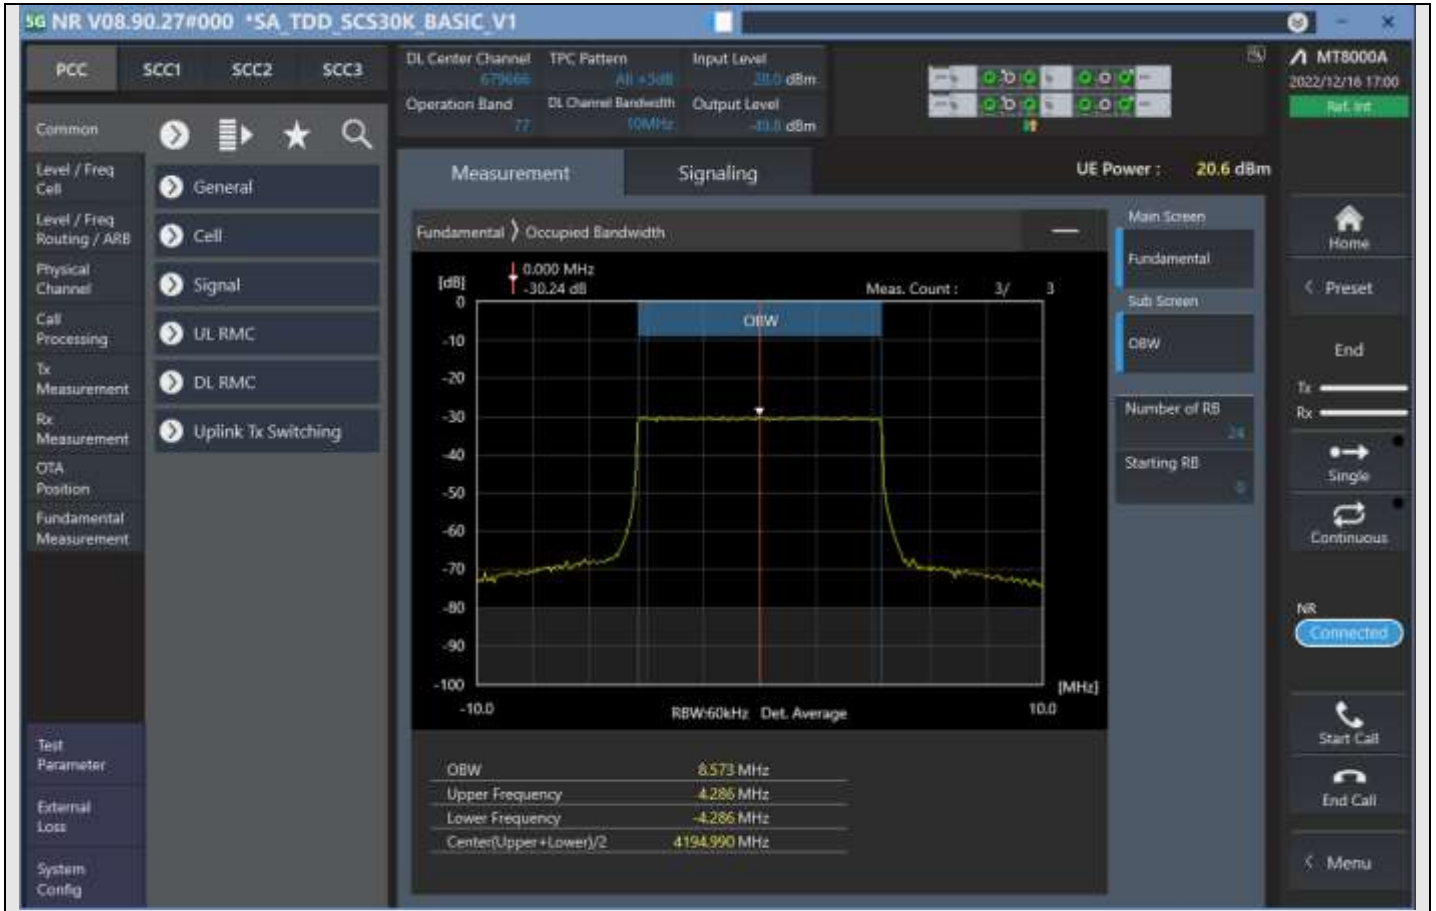 5G NR V08.90.27#000 *SA_TDD_SCS30K_BASIC_V1
PCC SCC1 SCC2 SCC3
DL Center Channel TPC Pattern Input Level
679666 All +3dB 28.0 dBm
Operation Band DL Channel Bandwidth Output Level
77 10MHz dBm
MT8000A
2022/12/16 17:00
Ref. Int
Common
Level / Freq
Cell
Level / Freq
Routing / ARB
Physical
Channel
Call
Processing
Tx
Measurement
Rx
Measurement
OTA
Position
Fundamental
Measurement
Test
Parameter
External
Loss
System
Config
General
Cell
Signal
UL RMC
DL RMC
Uplink Tx Switching
Measurement Signaling
UE Power : 20.6 dBm
Fundamental > Occupied Bandwidth
0.000 MHz
[dB] -30.24 dB Meas. Count : 3/ 3
OBW
0
-10
-20
-30
-40
-50
-60
-70
-80
-90
-100
[MHz]
-10.0 RBW:60kHz Det. Average 10.0
OBW 8.573 MHz
Upper Frequency 4.286 MHz
Lower Frequency -4.286 MHz
Center(Upper+Lower)/2 4194.990 MHz
Main Screen
Fundamental
Sub Screen
OBW
Number of RB
24
Starting RB
0
Home
< Preset
End
Tx
Rx
Single
Continuous
NR
Connected
Start Call
End Call
< Menu